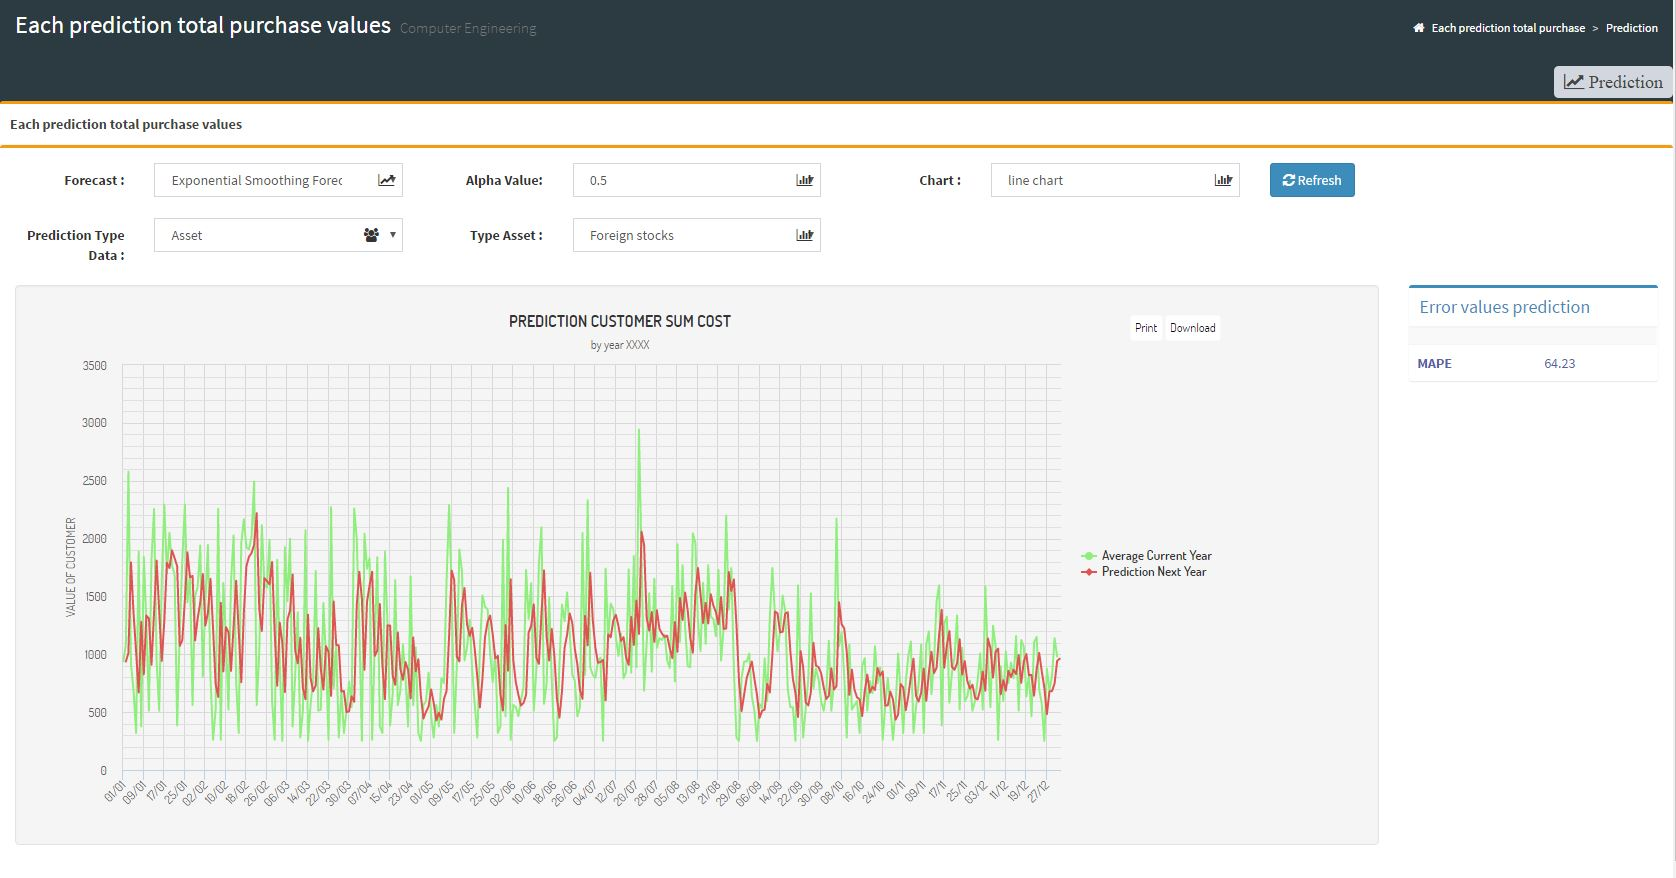 Each prediction total purchase values Computer Engineering
Each prediction total purchase > Prediction
Prediction
Each prediction total purchase values
Forecast : Exponential Smoothing Forec Alpha Value: 0.5 Chart : line chart Refresh
Prediction Type Data : Asset Type Asset : Foreign stocks
PREDICTION CUSTOMER SUM COST
by year XXXX
Print Download
Error values prediction
MAPE 64.23
VALUE OF CUSTOMER
3500
3000
2500
2000
1500
1000
500
0
Average Current Year
Prediction Next Year
01/01 09/01 17/01 25/01 02/02 10/02 18/02 26/02 06/03 14/03 22/03 30/03 07/04 15/04 23/04 01/05 09/05 17/05 25/05 02/06 10/06 18/06 26/06 04/07 12/07 20/07 28/07 05/08 13/08 21/08 29/08 06/09 14/09 22/09 30/09 08/10 16/10 24/10 01/11 09/11 17/11 25/11 03/12 11/12 19/12 27/12